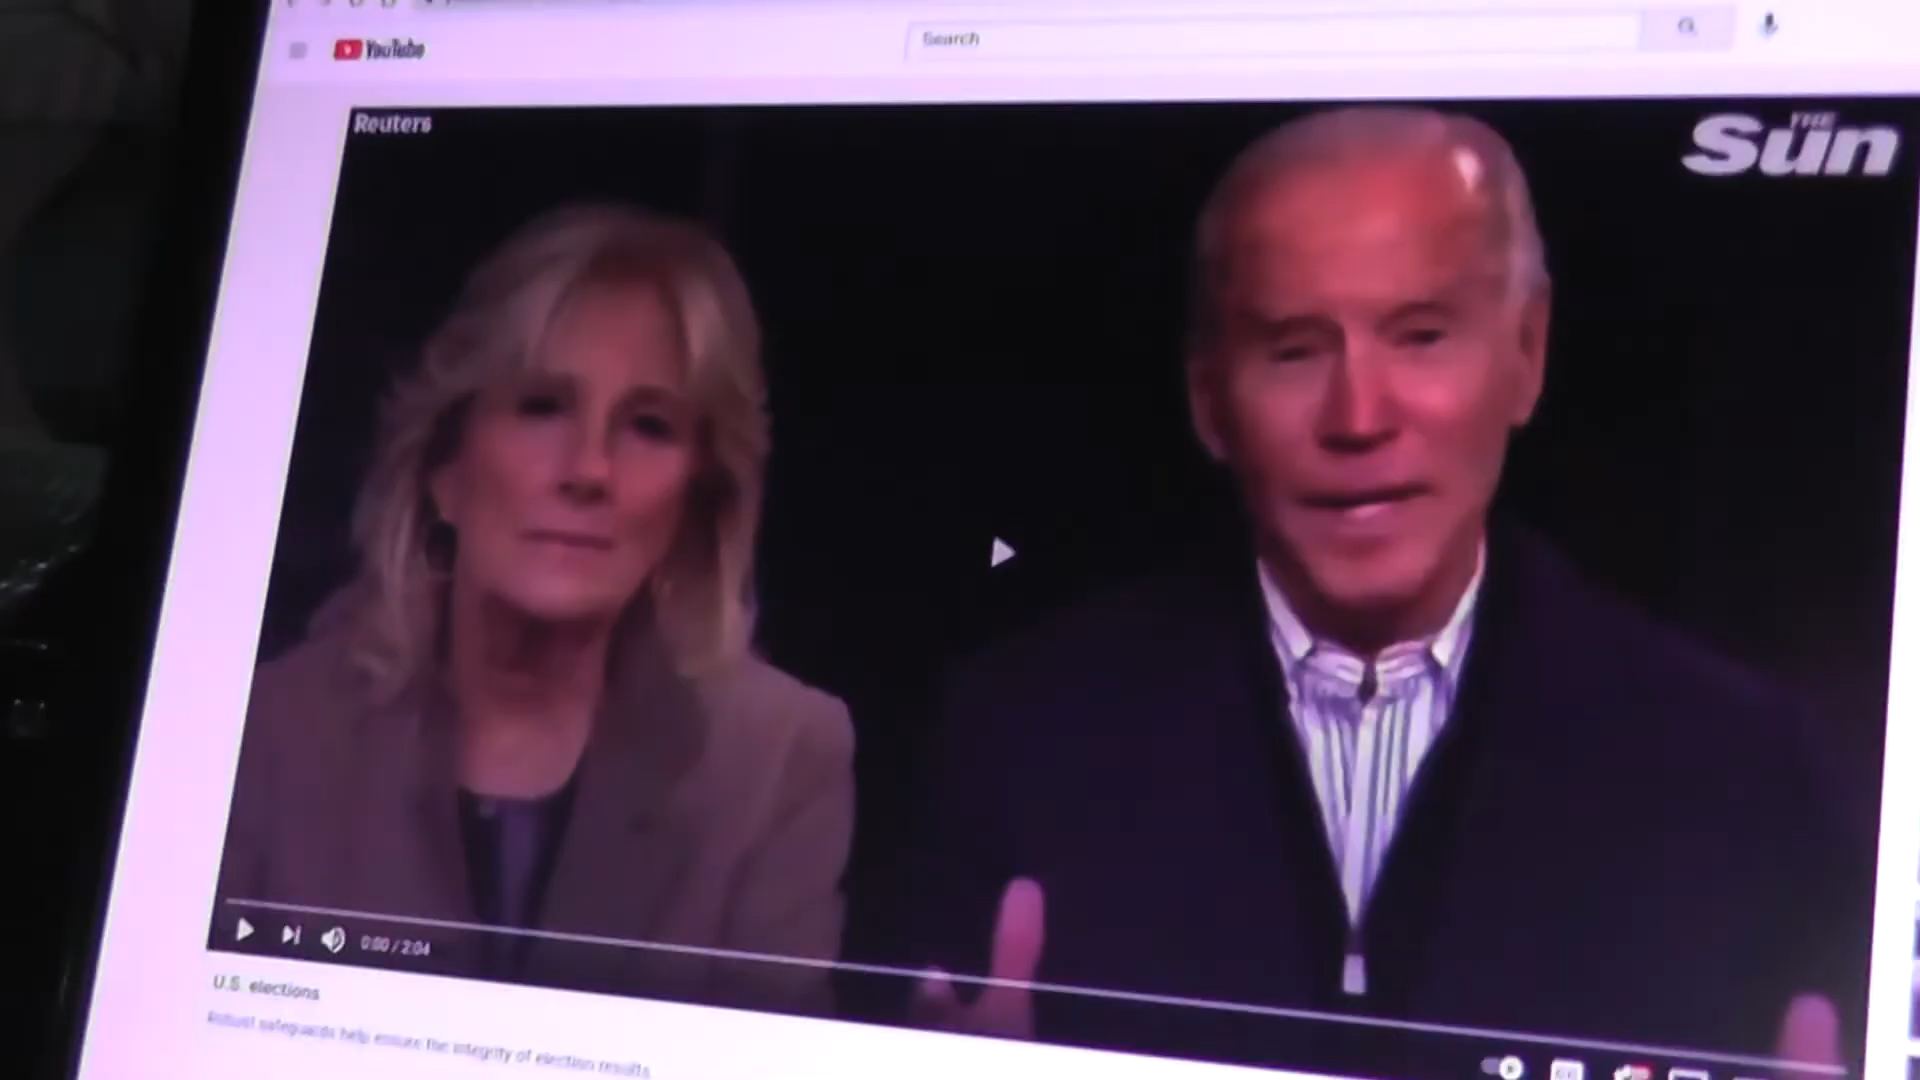 YouTube
Search
Reuters
THE
Sun
0:00 / 2:04
U.S. elections
Robust safeguards help ensure the integrity of election results.